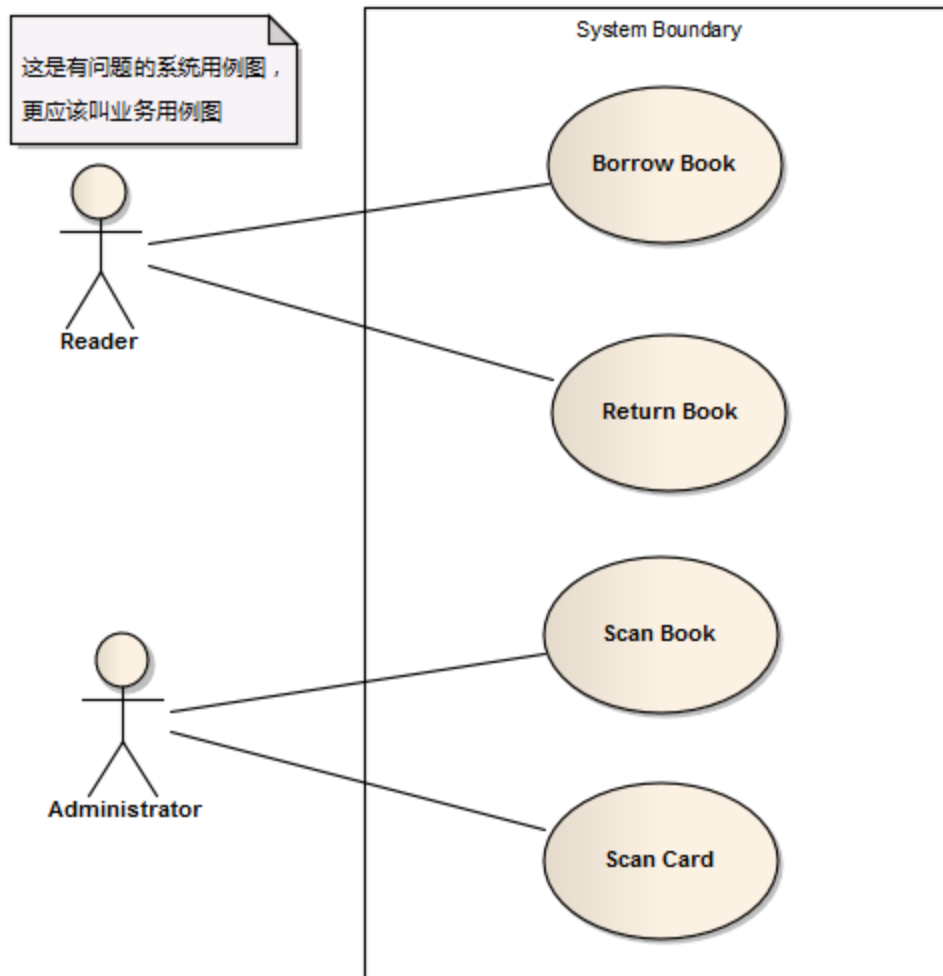 System Boundary
这是有问题的系统用例图，
更应该叫业务用例图
Borrow Book
Reader
Return Book
Scan Book
Administrator
Scan Card